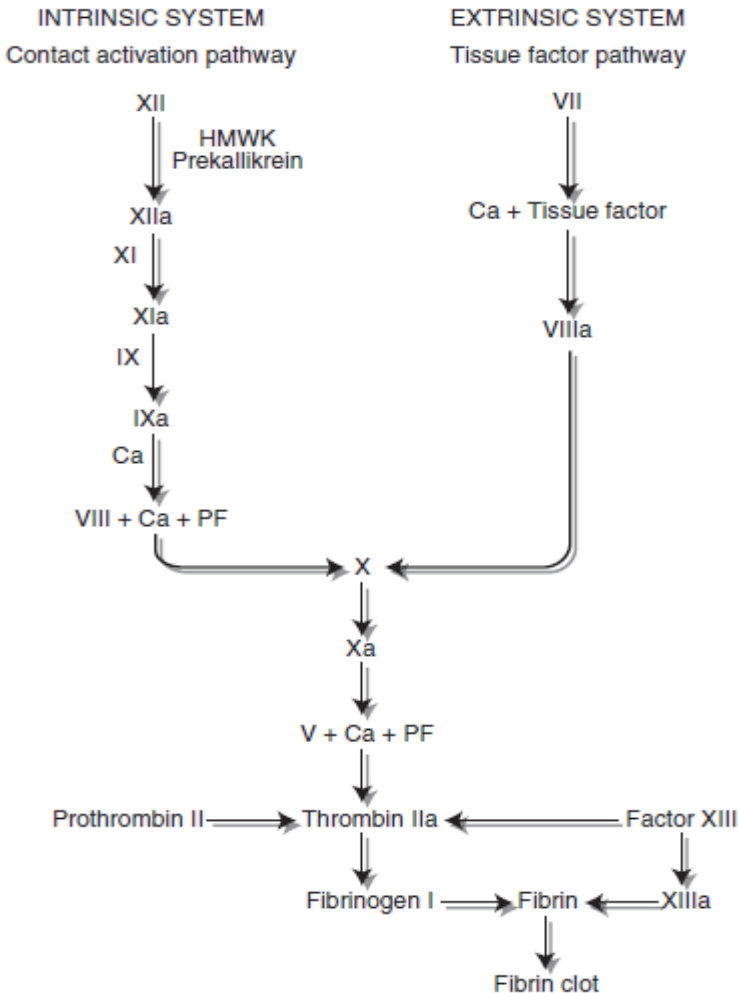 INTRINSIC SYSTEM
Contact activation pathway
XII
HMWK
Prekallikrein
XIIa
XI
XIa
IX
IXa
Ca
VIII + Ca + PF
EXTRINSIC SYSTEM
Tissue factor pathway
VII
Ca + Tissue factor
VIIIa
X
Xa
V + Ca + PF
Prothrombin II
Thrombin IIa
Factor XIII
Fibrinogen I
Fibrin
XIIIa
Fibrin clot